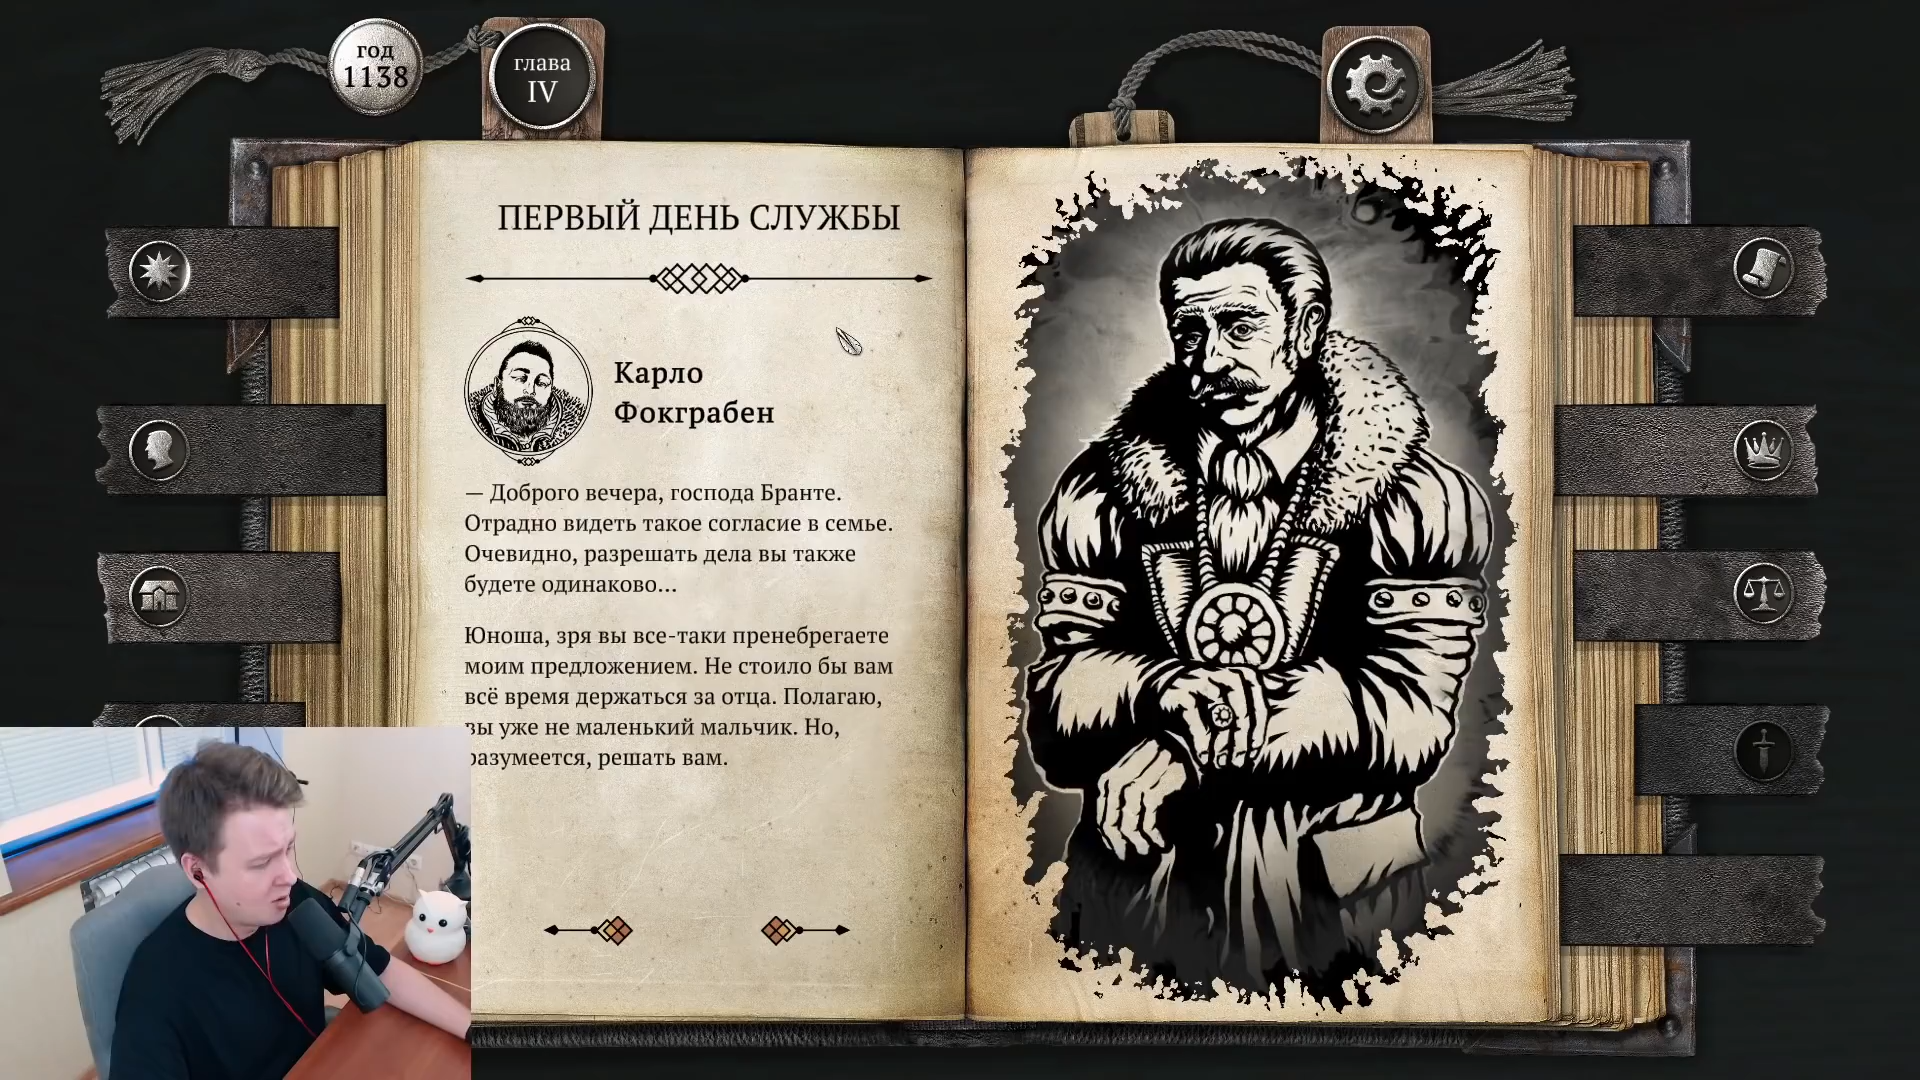 год
1138
глава
IV
ПЕРВЫЙ ДЕНЬ СЛУЖБЫ
Карло
Фокграбен
— Доброго вечера, господа Бранте.
Отрадно видеть такое согласие в семье.
Очевидно, разрешать дела вы также
будете одинаково...
Юноша, зря вы все-таки пренебрегаете
моим предложением. Не стоило бы вам
всё время держаться за отца. Полагаю,
вы уже не маленький мальчик. Но,
разумеется, решать вам.